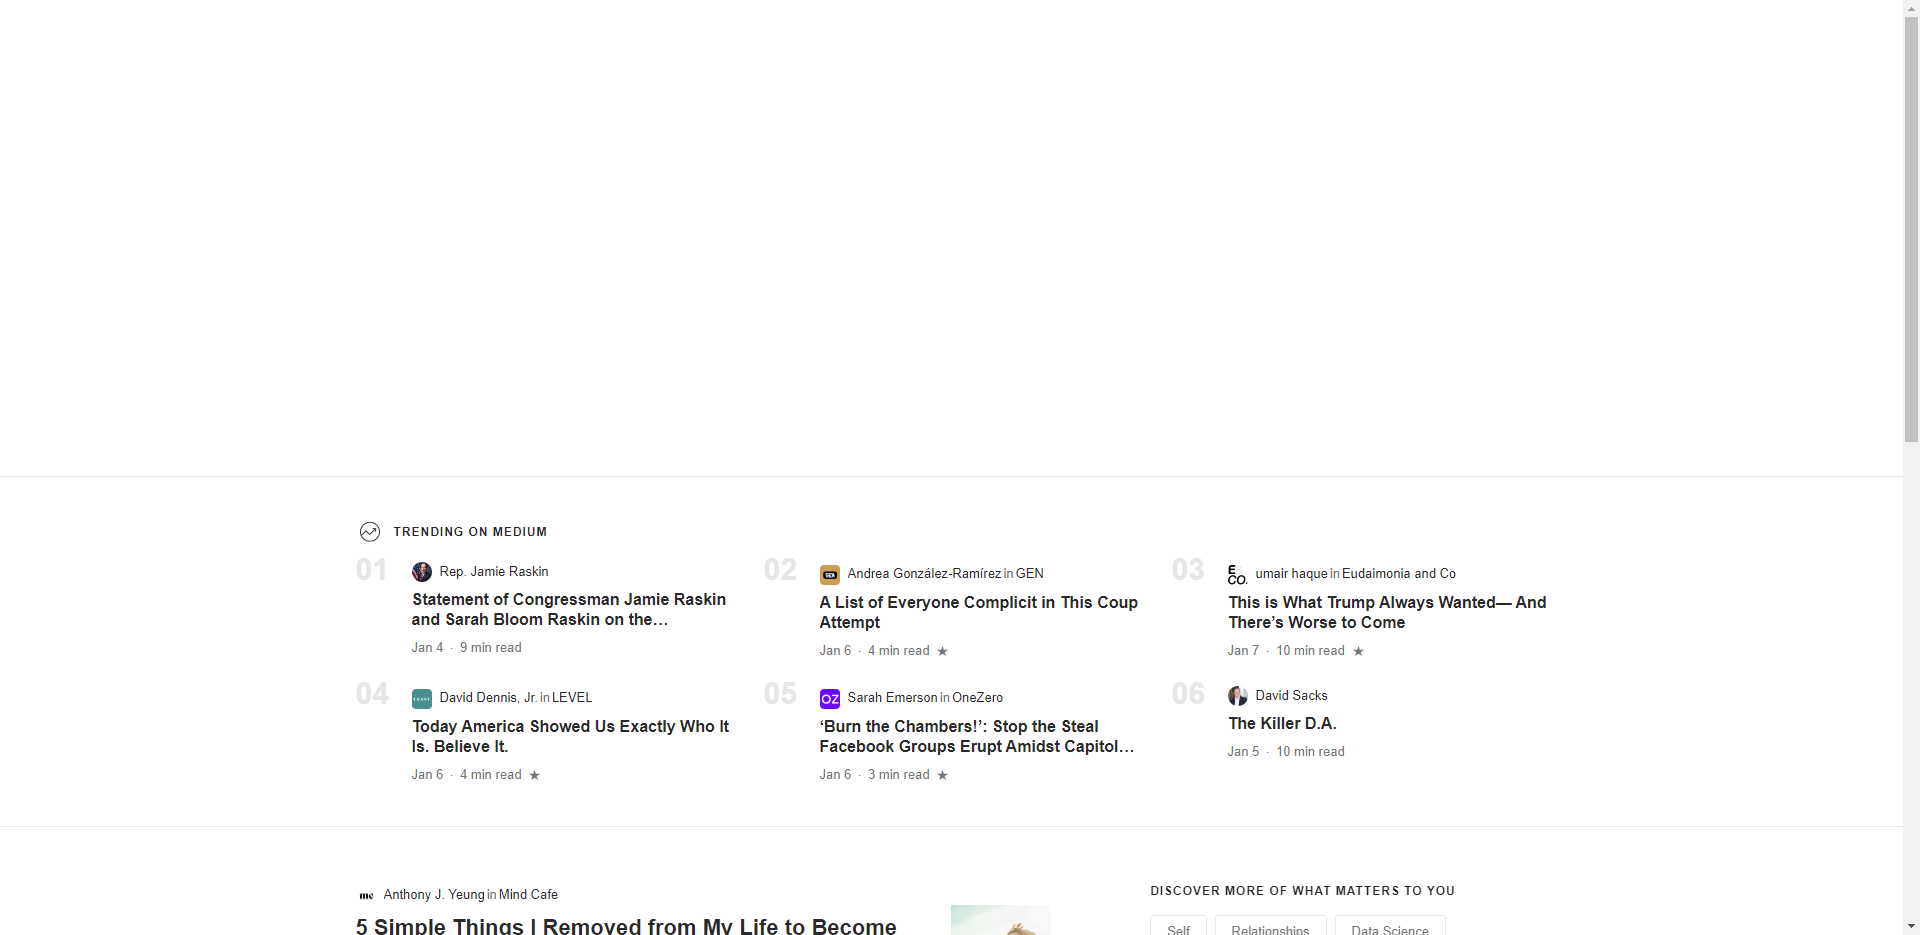 TRENDING ON MEDIUM
01
Rep. Jamie Raskin
Statement of Congressman Jamie Raskin
and Sarah Bloom Raskin on the…
Jan 4 · 9 min read
02
GEN
Andrea González-Ramírez in GEN
A List of Everyone Complicit in This Coup
Attempt
Jan 6 · 4 min read ★
03
E
CO.
umair haque in Eudaimonia and Co
This is What Trump Always Wanted— And
There’s Worse to Come
Jan 7 · 10 min read ★
04
David Dennis, Jr. in LEVEL
Today America Showed Us Exactly Who It
Is. Believe It.
Jan 6 · 4 min read ★
05
OZ
Sarah Emerson in OneZero
‘Burn the Chambers!’: Stop the Steal
Facebook Groups Erupt Amidst Capitol…
Jan 6 · 3 min read ★
06
David Sacks
The Killer D.A.
Jan 5 · 10 min read
Anthony J. Yeung in Mind Cafe
5 Simple Things I Removed from My Life to Become
DISCOVER MORE OF WHAT MATTERS TO YOU
Self
Relationships
Data Science